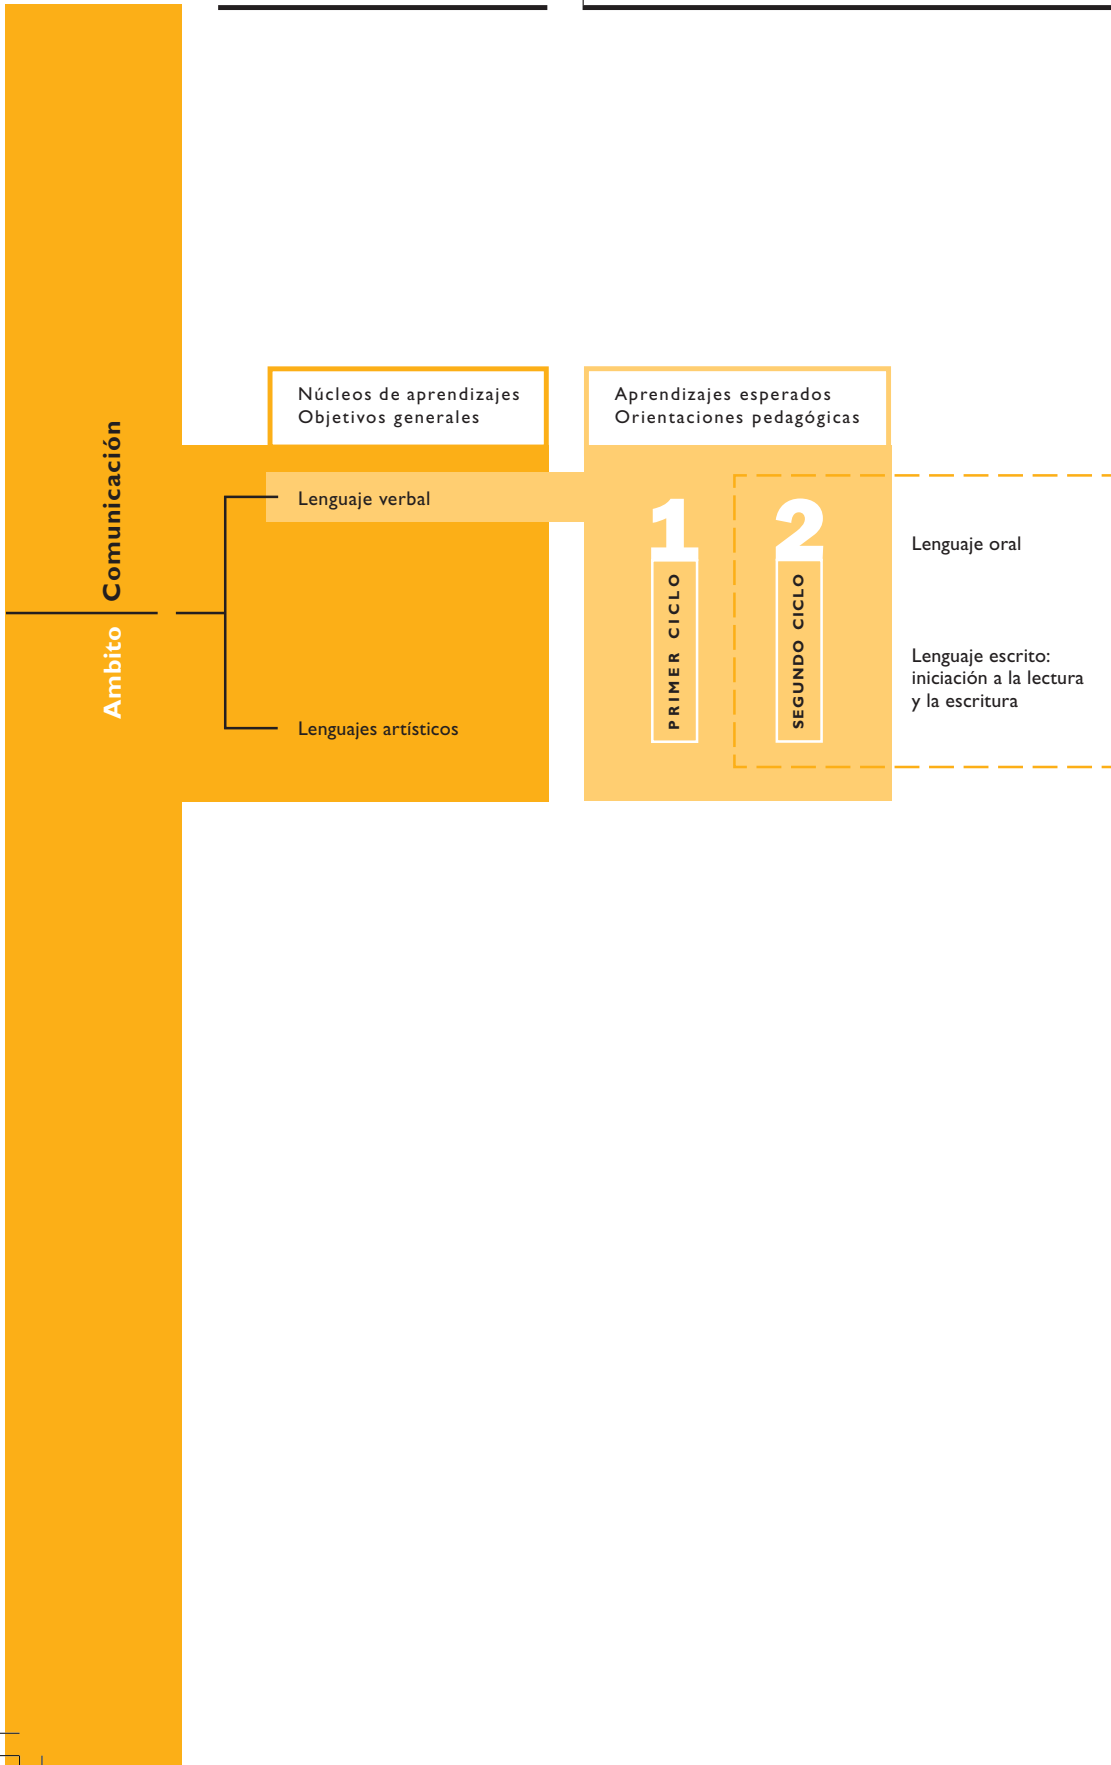 Ambito Comunicación
Núcleos de aprendizajes
Objetivos generales
Lenguaje verbal
Lenguajes artísticos
Aprendizajes esperados
Orientaciones pedagógicas
1
PRIMER CICLO
2
SEGUNDO CICLO
Lenguaje oral
Lenguaje escrito:
iniciación a la lectura
y la escritura